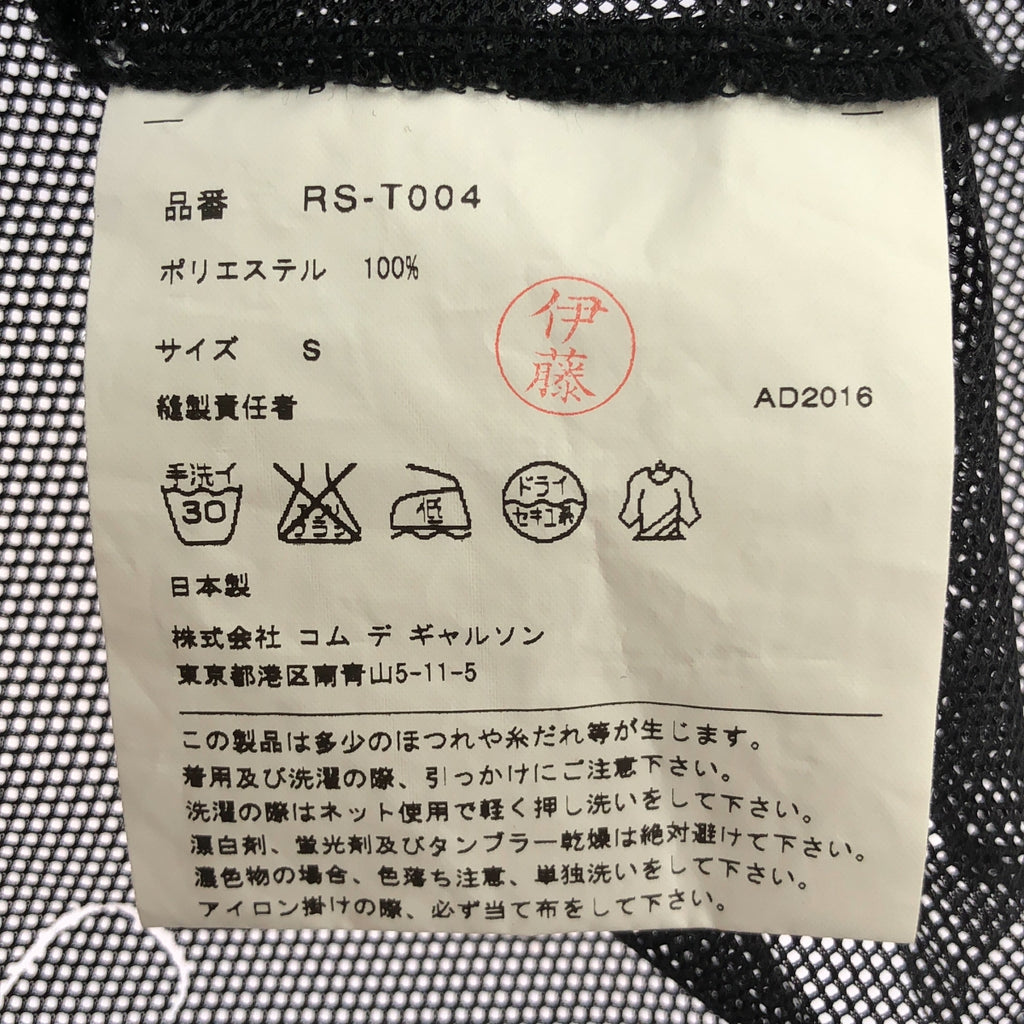 品番 RS-T004
ポリエステル 100%
サイズ S
伊藤
縫製責任者
AD2016
手洗イ
30
エンソ
サラシ
低
ドライ
セキユ系
日本製
株式会社 コム デ ギャルソン
東京都港区南青山5-11-5
この製品は多少のほつれや糸だれ等が生じます。
着用及び洗濯の際、引っかけにご注意下さい。
洗濯の際はネット使用で軽く押し洗いをして下さい。
漂白剤、蛍光剤及びタンブラー乾燥は絶対避けて下さい。
濃色物の場合、色落ち注意、単独洗いをして下さい。
アイロン掛けの際、必ず当て布をして下さい。